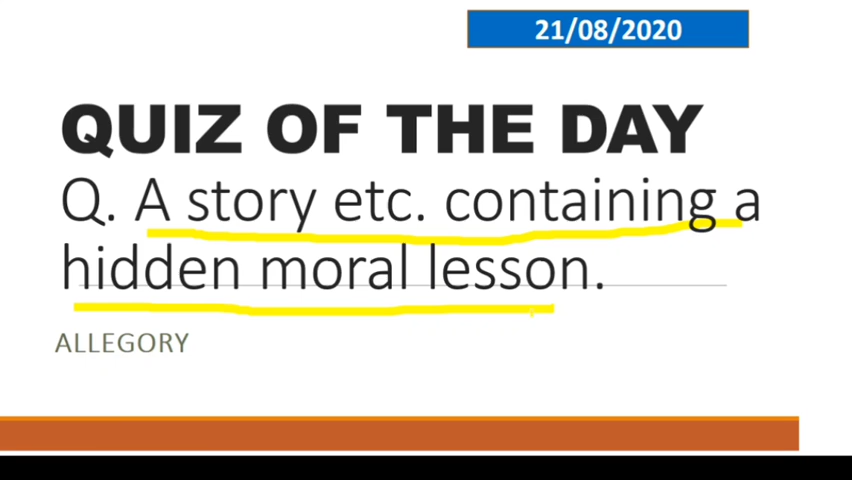 21/08/2020
QUIZ OF THE DAY
Q. A story etc. containing a
hidden moral lesson.
ALLEGORY